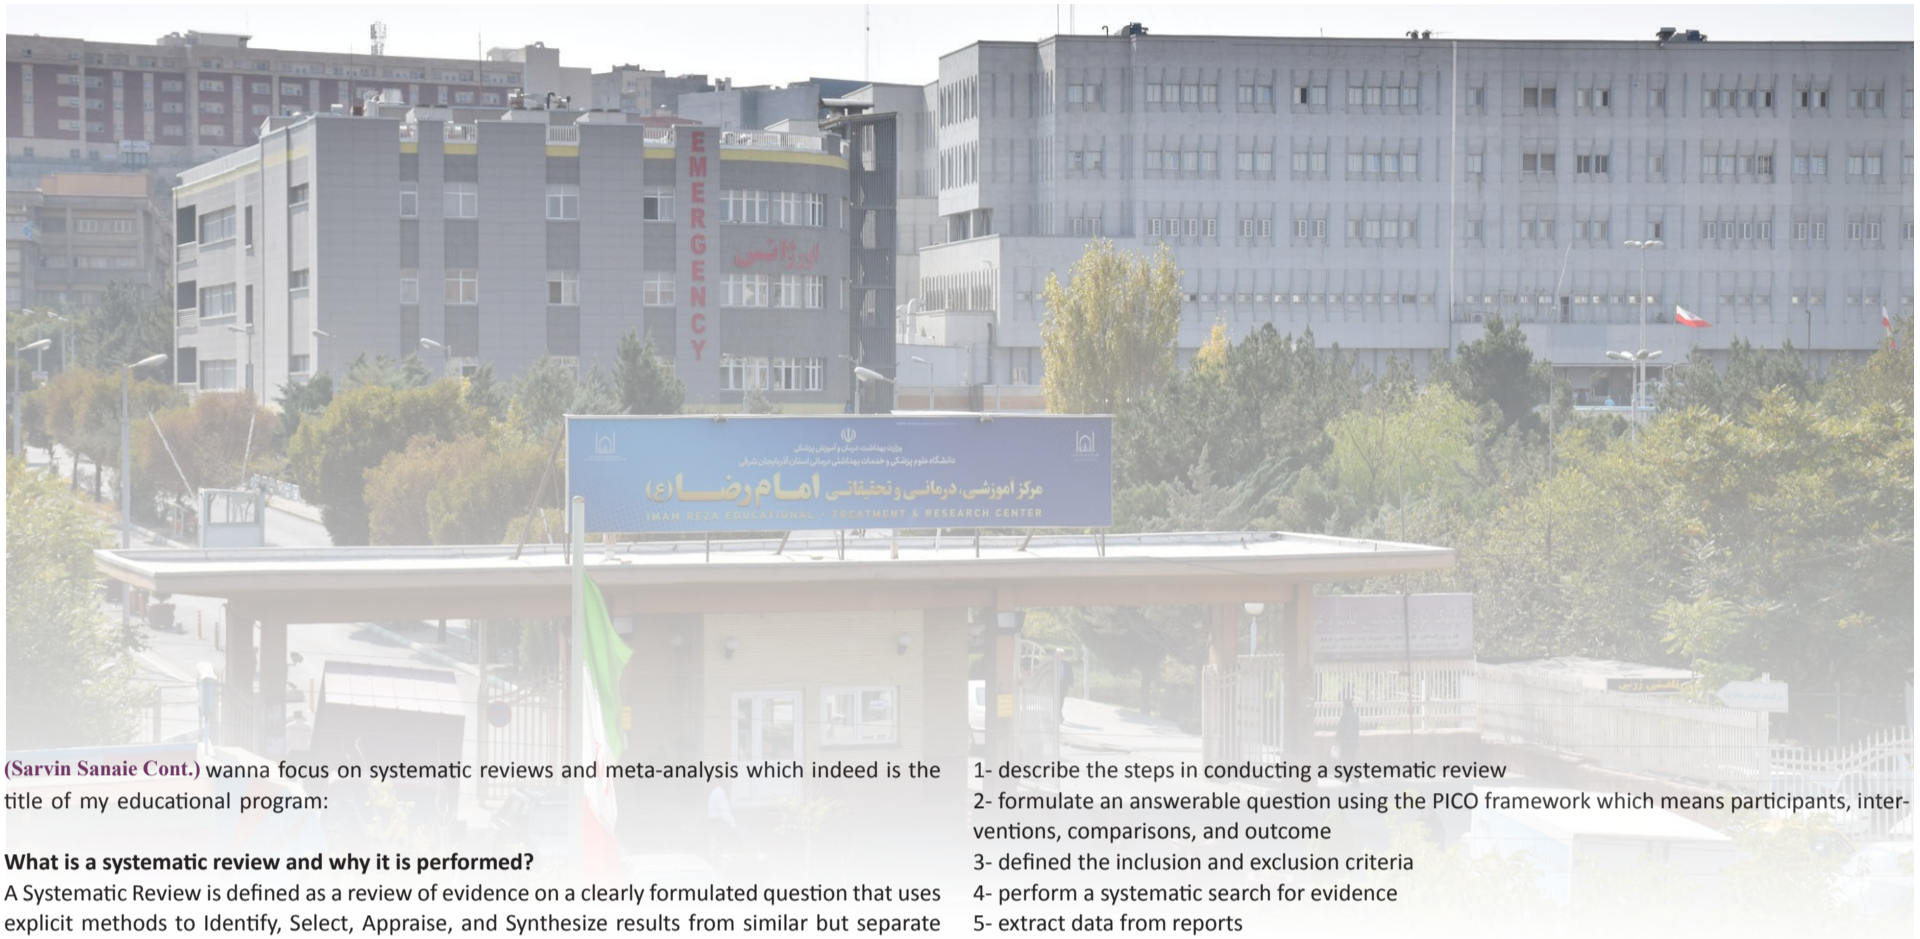 EMERGENCY
اورژانس
وزارت بهداشت، درمان و آموزش پزشکی
دانشگاه علوم پزشکی و خدمات بهداشتی درمانی استان آذربایجان شرقی
مرکز آموزشی، درمانی و تحقیقاتی امام رضا (ع)
IMAM REZA EDUCATIONAL - TREATMENT & RESEARCH CENTER
(Sarvin Sanaie Cont.) wanna focus on systematic reviews and meta-analysis which indeed is the
title of my educational program:
What is a systematic review and why it is performed?
A Systematic Review is defined as a review of evidence on a clearly formulated question that uses
explicit methods to Identify, Select, Appraise, and Synthesize results from similar but separate
1- describe the steps in conducting a systematic review
2- formulate an answerable question using the PICO framework which means participants, inter-
ventions, comparisons, and outcome
3- defined the inclusion and exclusion criteria
4- perform a systematic search for evidence
5- extract data from reports